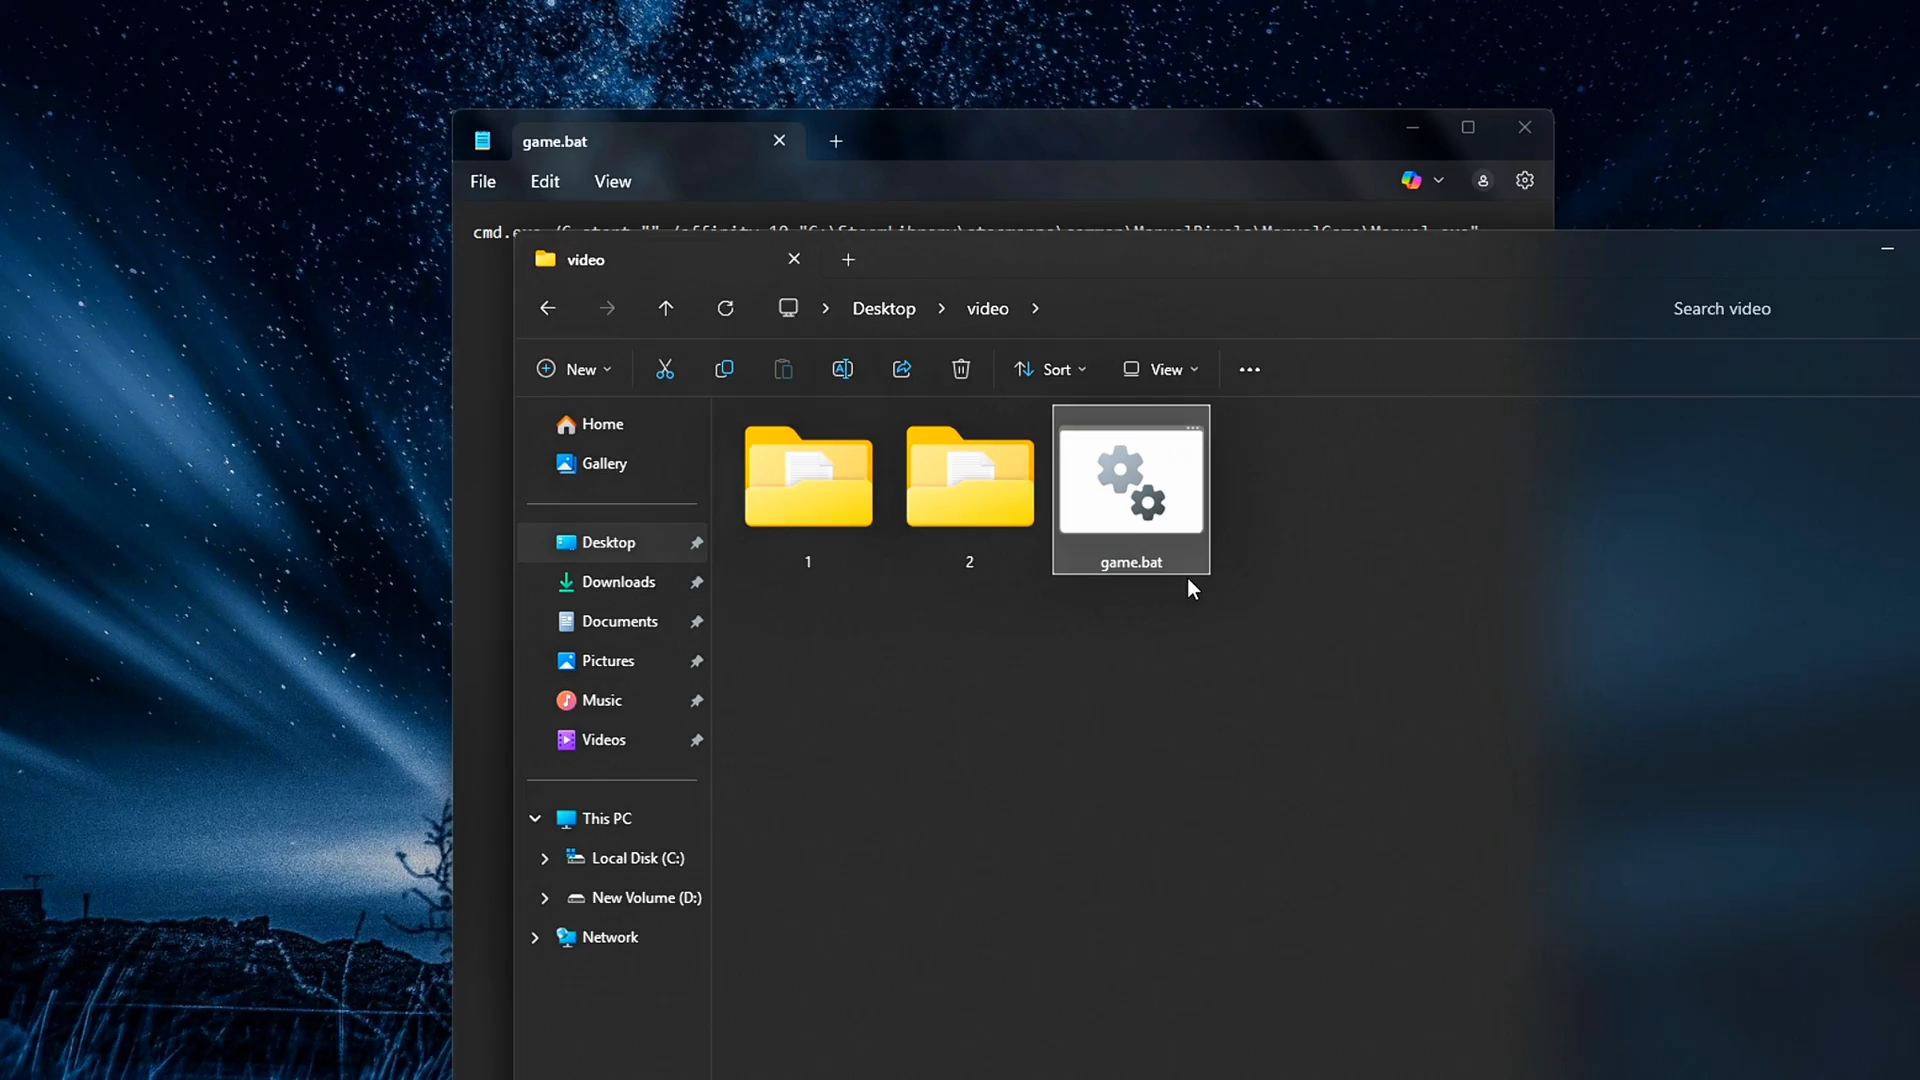 game.bat
File Edit View
cmd.exe /C start "" /affinity 10 "C:\SteamLibrary\steamapps\common\MarvelRivals\MarvelGame\Marvel.exe"
video
Desktop video Search video
New Sort View
Home
Gallery
Desktop
Downloads
Documents
Pictures
Music
Videos
This PC
Local Disk (C:)
New Volume (D:)
Network
1
2
game.bat